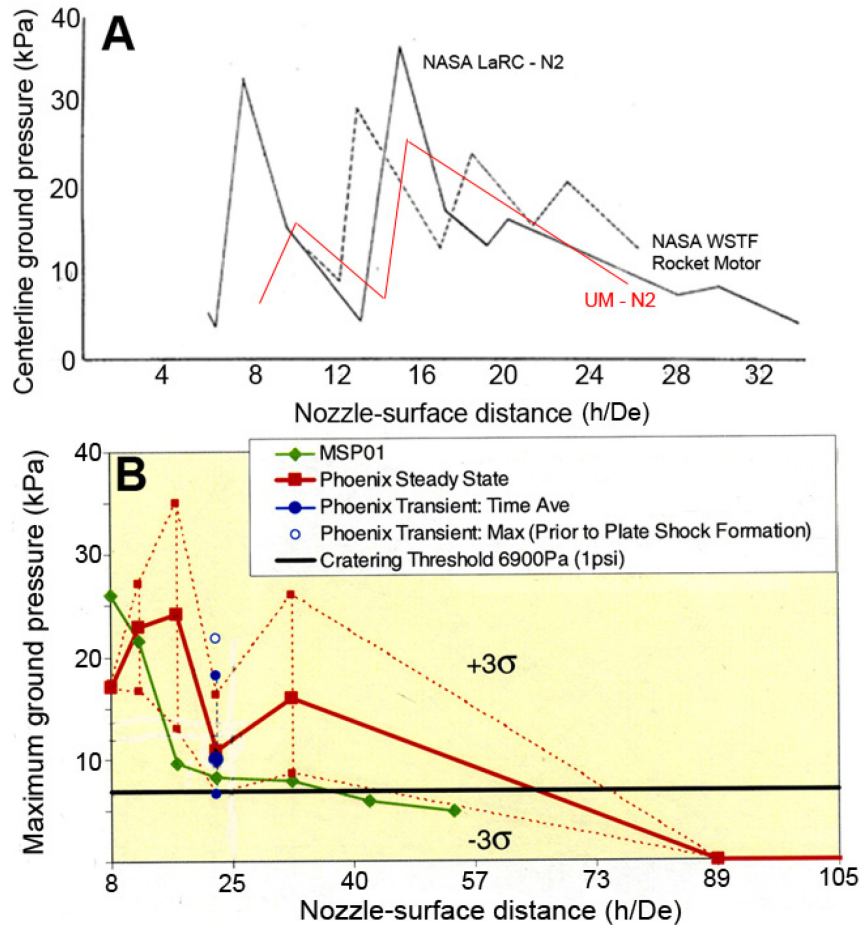 A
Centerline ground pressure (kPa)
40
30
20
10
0
NASA LaRC - N2
NASA WSTF
Rocket Motor
UM - N2
4 8 12 16 20 24 28 32
Nozzle-surface distance (h/De)
B
Maximum ground pressure (kPa)
40
30
20
10
MSP01
Phoenix Steady State
Phoenix Transient: Time Ave
Phoenix Transient: Max (Prior to Plate Shock Formation)
Cratering Threshold 6900Pa (1psi)
+3σ
-3σ
8 25 40 57 73 89 105
Nozzle-surface distance (h/De)